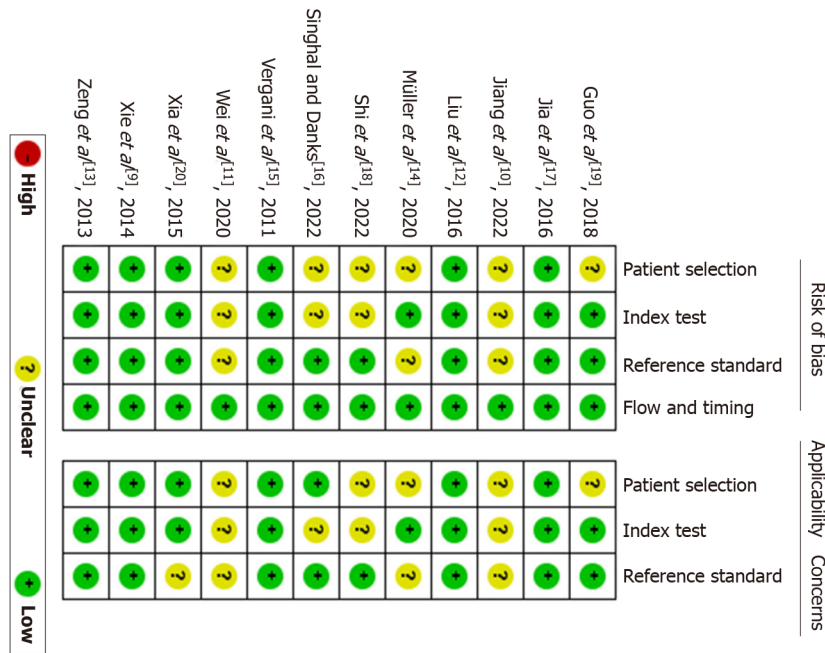 Guo et al[19], 2018
Jia et al[17], 2016
Jiang et al[10], 2022
Liu et al[12], 2016
Müller et al[14], 2020
Shi et al[18], 2022
Singhal and Danks[16], 2022
Vergani et al[15], 2011
Wei et al[11], 2020
Xia et al[20], 2015
Xie et al[9], 2014
Zeng et al[13], 2013
Risk of bias
Patient selection
? + ? + ? ? ? + ? + + +
Index test
+ + ? + + ? ? + ? + + +
Reference standard
+ + ? + ? + + + ? + + +
Flow and timing
+ + + + + + + + + + + +
Applicability Concerns
Patient selection
? + ? + ? ? + + ? + + +
Index test
+ + ? + + ? ? + ? + + +
Reference standard
+ + ? + ? + + + ? ? + +
- High
? Unclear
+ Low